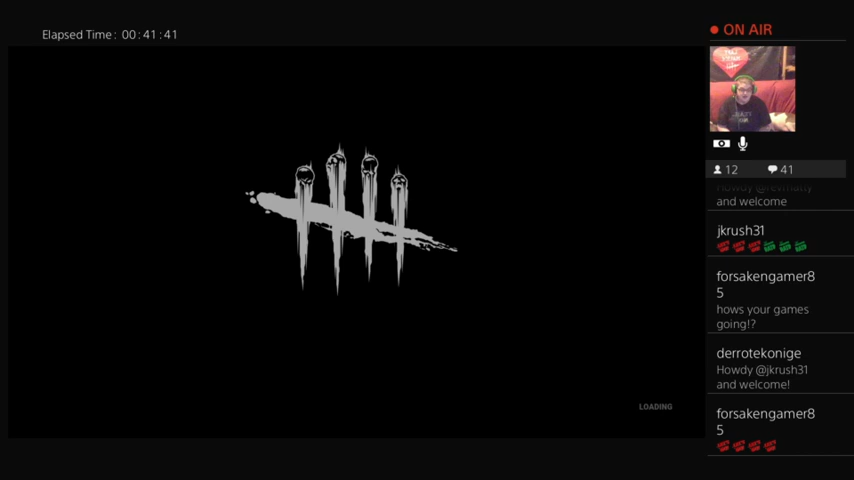 Elapsed Time: 00:41:41
ON AIR
12
41
and welcome
jkrush31
forsakengamer8
5
hows your games
going!?
derrotekonige
Howdy @jkrush31
and welcome!
LOADING
forsakengamer8
5